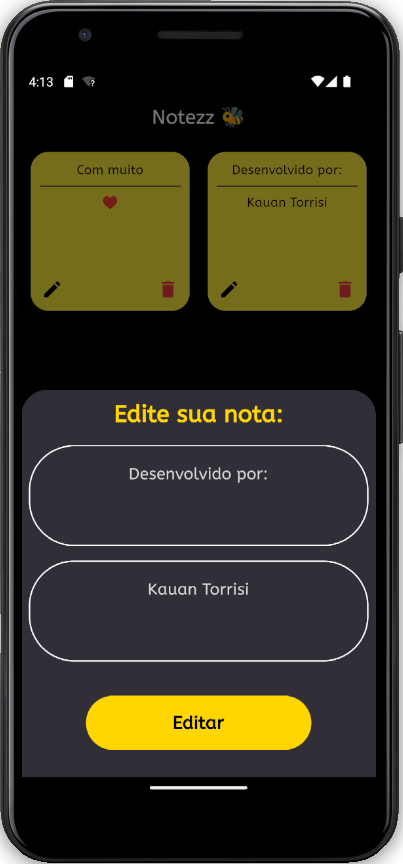 4:13
Notezz 🐝
Com muito
❤
Desenvolvido por:
Kauan Torrisi
Edite sua nota:
Desenvolvido por:
Kauan Torrisi
Editar